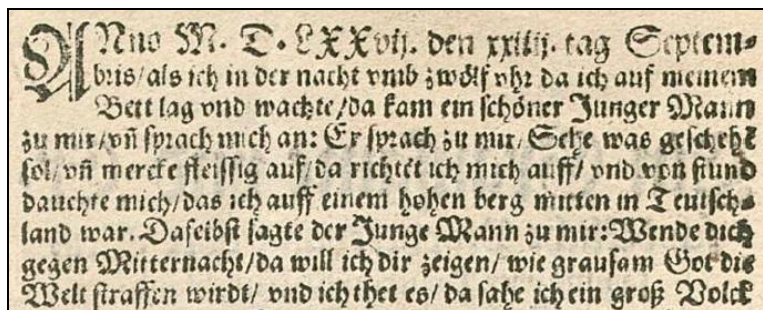 ANno M. D. LXXvij. den xxiiij. tag Septem-
bris/als ich in der nacht vmb zwölf vhr da ich auf meinem
Bett lag vnd wachte/da kam ein schöner Junger Mann
zu mir/vñ sprach mich an: Er sprach zu mir/Sehe was geschehẽ
sol/vñ mercke fleissig auf/da richtet ich mich auff/ vnd von stund
dauchte mich/das ich auff einem hohen berg mitten in Teutsch-
land war. Daselbst sagte der Junge Mann zu mir: Wende dich
gegen Mitternacht/da will ich dir zeigen/ wie grausam Got die
Welt straffen wirdt/ vnd ich thet es/da sahe ich ein groß Volck